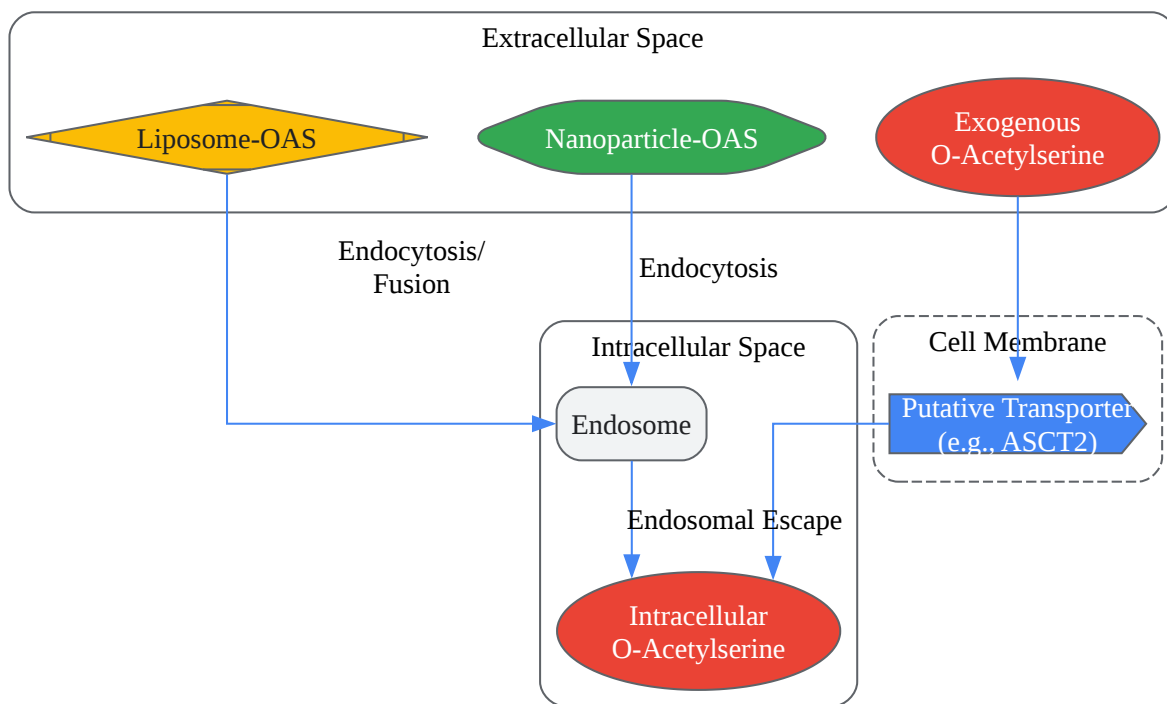 Extracellular Space
Liposome-OAS
Nanoparticle-OAS
Exogenous
O-Acetylserine
Endocytosis/
Fusion
Endocytosis
Intracellular Space
Cell Membrane
Endosome
Putative Transporter
(e.g., ASCT2)
Endosomal Escape
Intracellular
O-Acetylserine